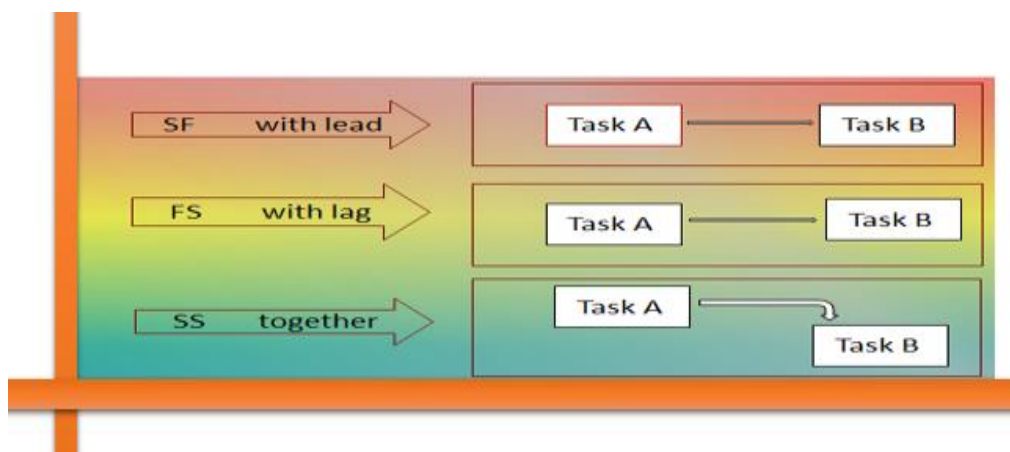 SF with lead
Task A
Task B
FS with lag
Task A
Task B
SS together
Task A
Task B